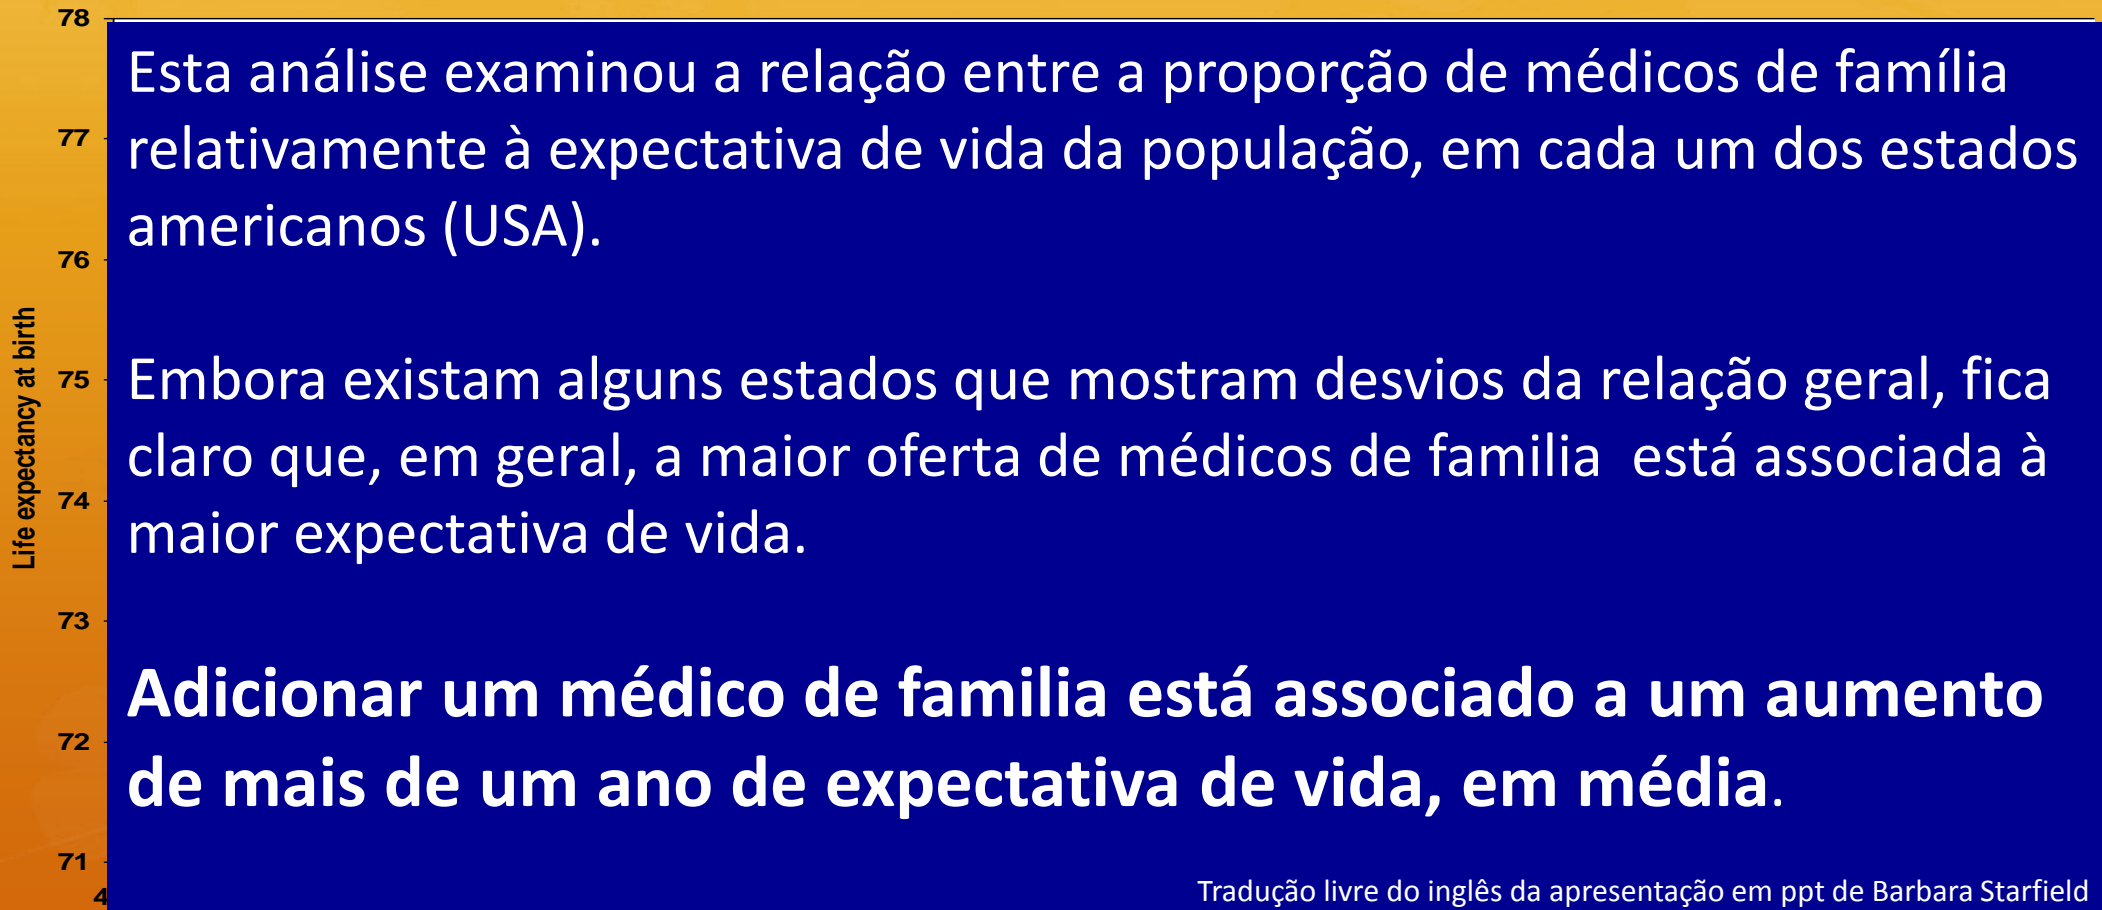 78
77
76
75
74
73
72
71
4
Life expectancy at birth
Esta análise examinou a relação entre a proporção de médicos de família
relativamente à expectativa de vida da população, em cada um dos estados
americanos (USA).
Embora existam alguns estados que mostram desvios da relação geral, fica
claro que, em geral, a maior oferta de médicos de familia está associada à
maior expectativa de vida.
Adicionar um médico de familia está associado a um aumento
de mais de um ano de expectativa de vida, em média.
Tradução livre do inglês da apresentação em ppt de Barbara Starfield